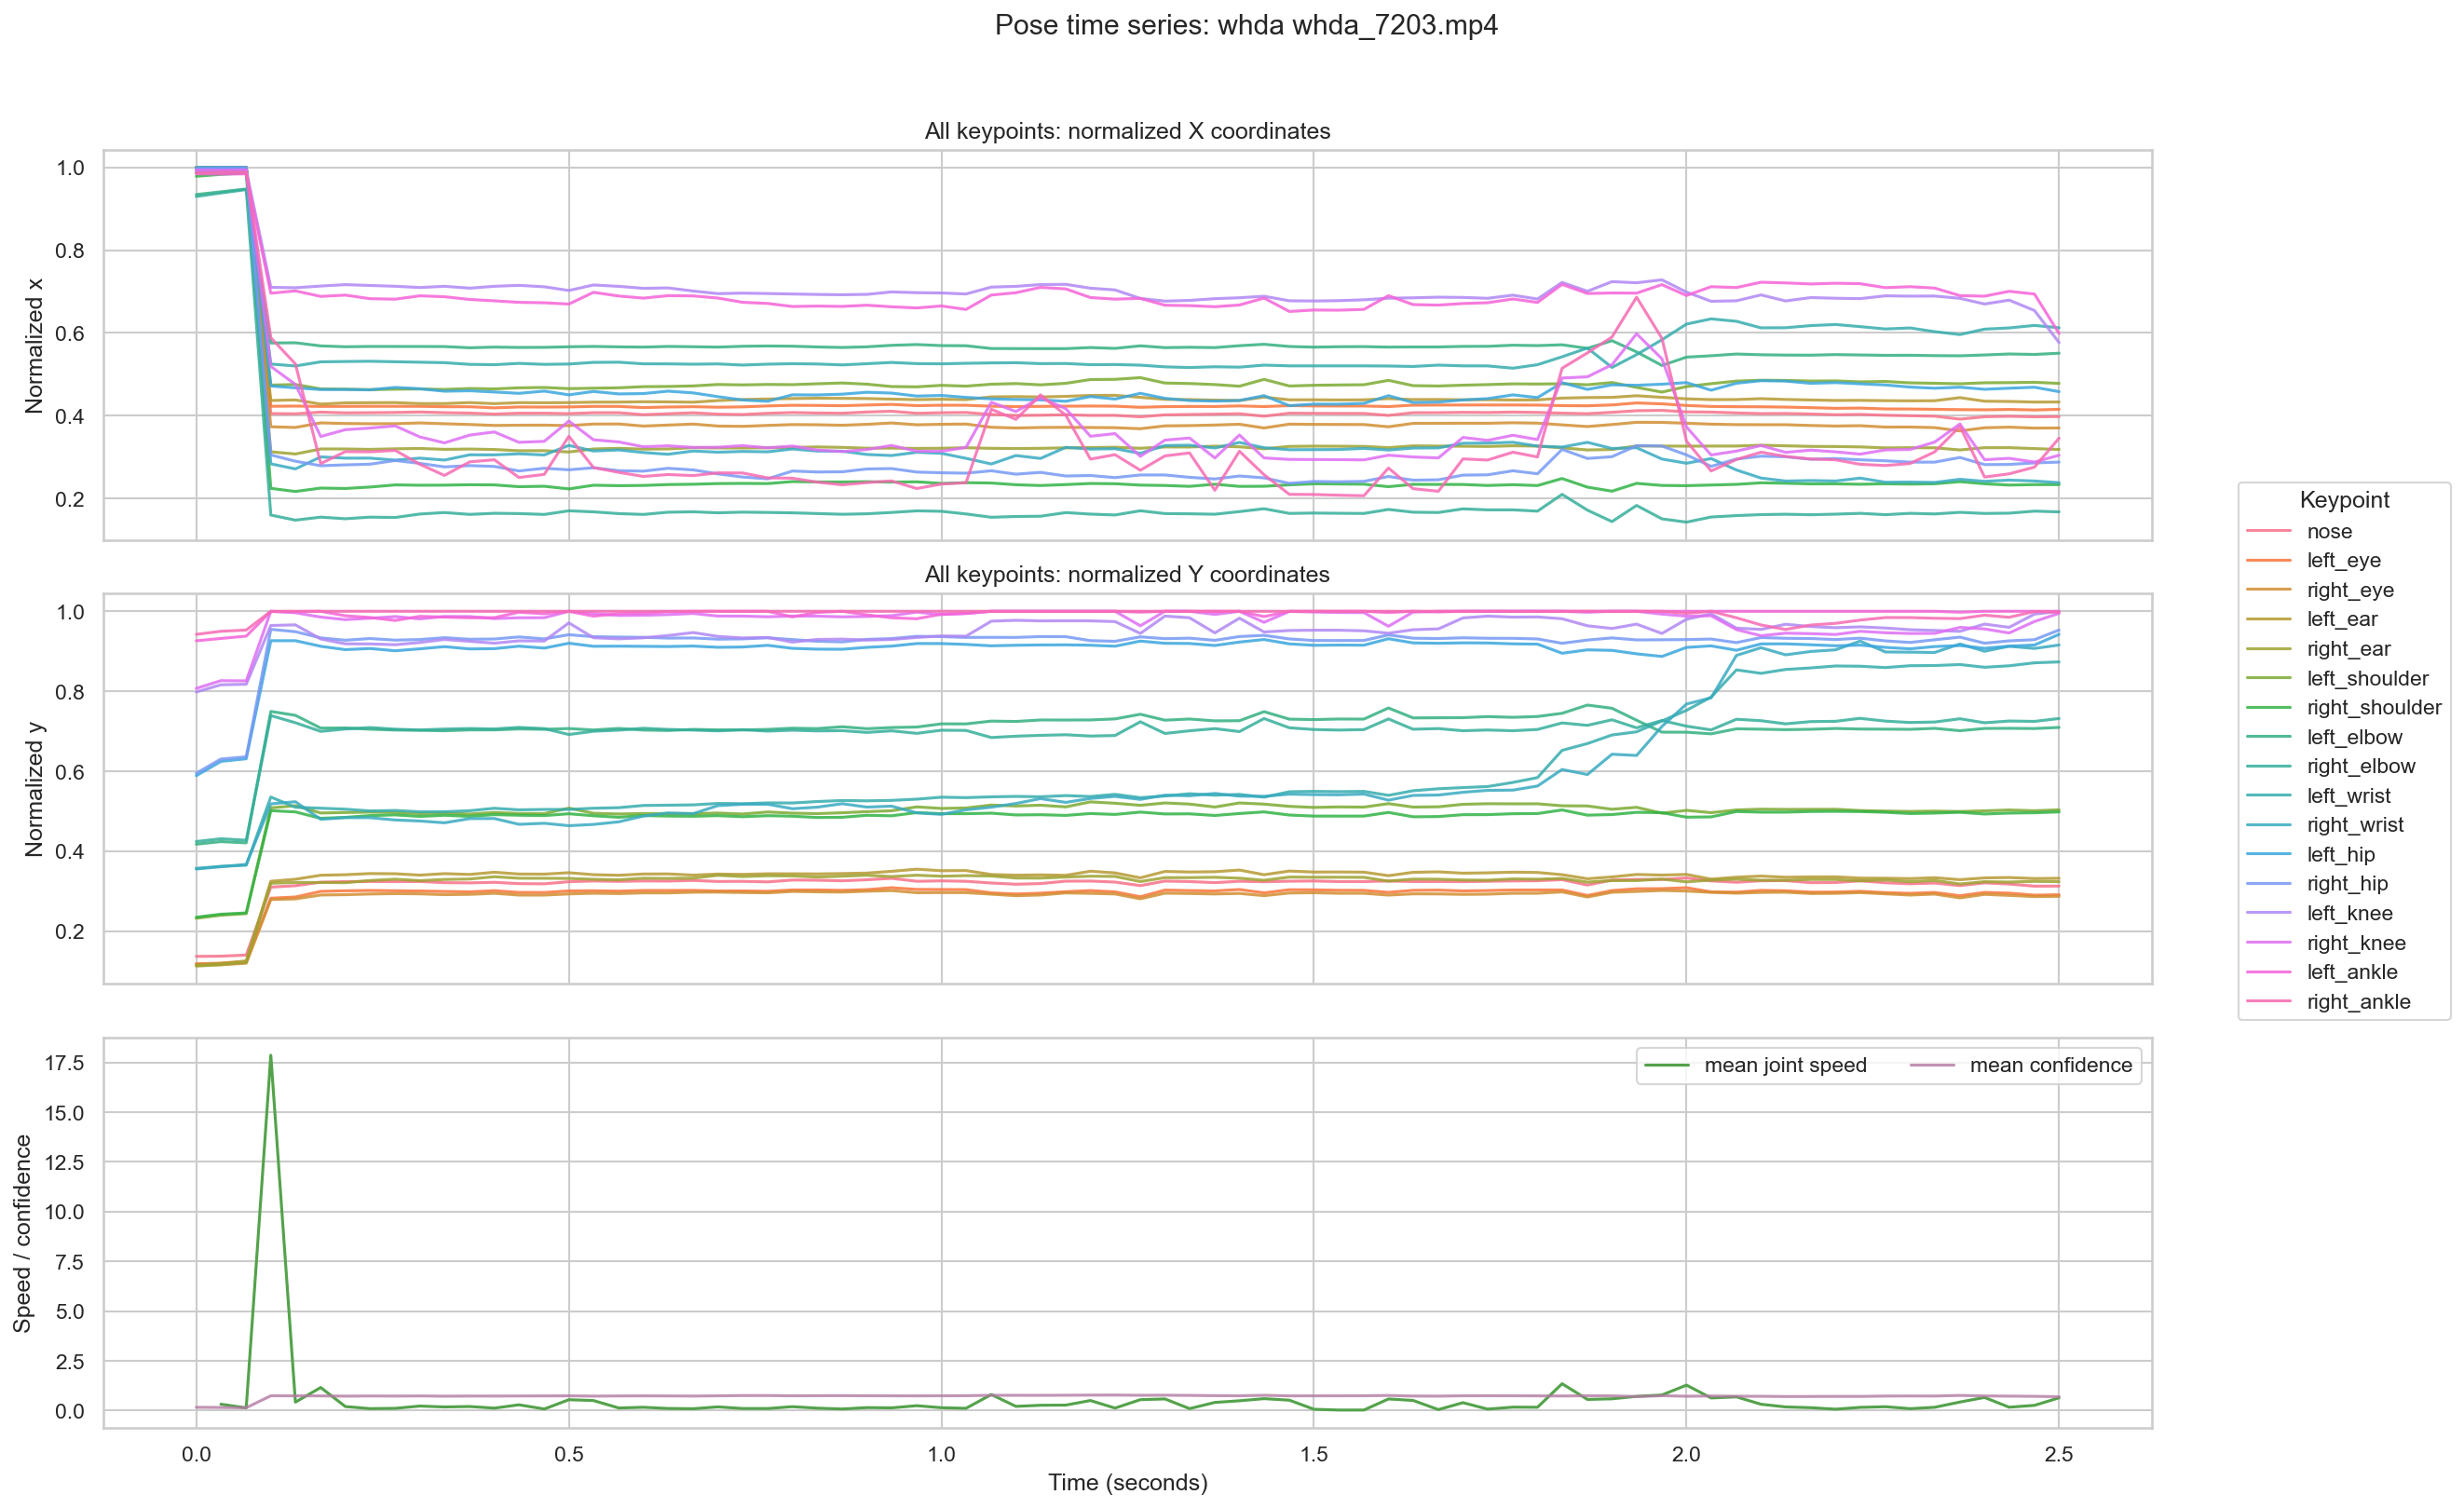 Pose time series: whda whda_7203.mp4
All keypoints: normalized X coordinates
1.0
0.8
0.6
0.4
0.2
Normalized x
All keypoints: normalized Y coordinates
1.0
0.8
0.6
0.4
0.2
Normalized y
Keypoint
nose
left_eye
right_eye
left_ear
right_ear
left_shoulder
right_shoulder
left_elbow
right_elbow
left_wrist
right_wrist
left_hip
right_hip
left_knee
right_knee
left_ankle
right_ankle
mean joint speed mean confidence
17.5
15.0
12.5
10.0
7.5
5.0
2.5
0.0
Speed / confidence
0.0 0.5 1.0 1.5 2.0 2.5
Time (seconds)